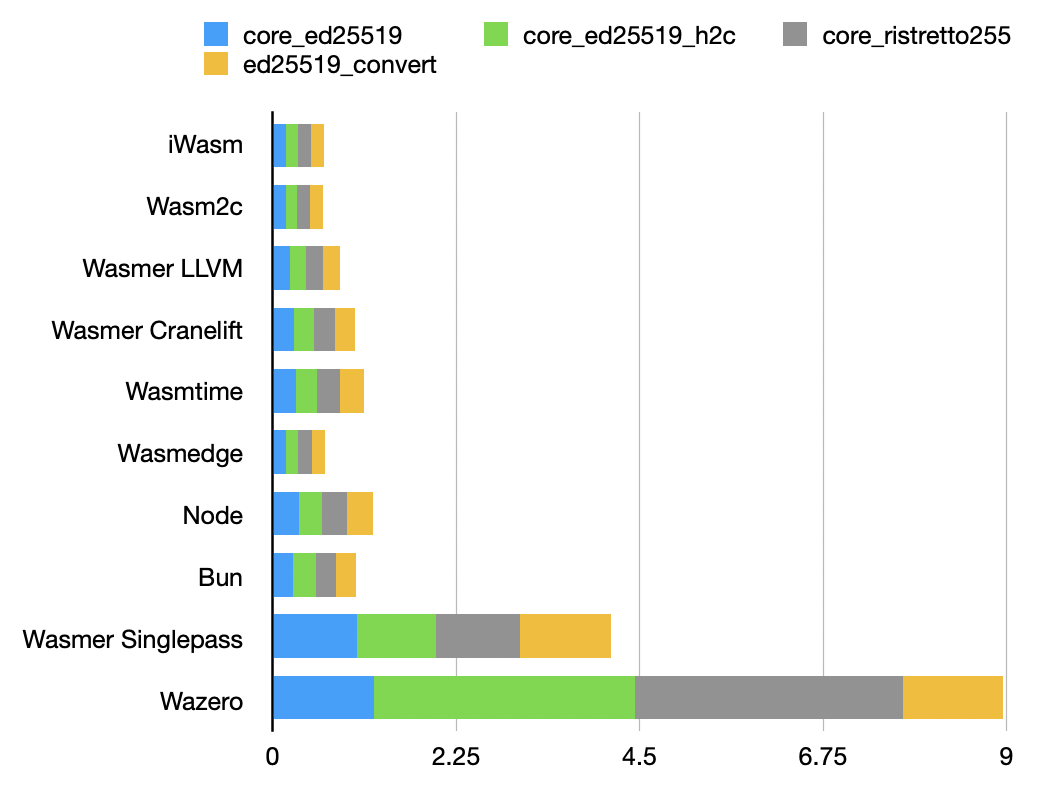 core_ed25519 core_ed25519_h2c core_ristretto255
ed25519_convert
iWasm
Wasm2c
Wasmer LLVM
Wasmer Cranelift
Wasmtime
Wasmedge
Node
Bun
Wasmer Singlepass
Wazero
0 2.25 4.5 6.75 9